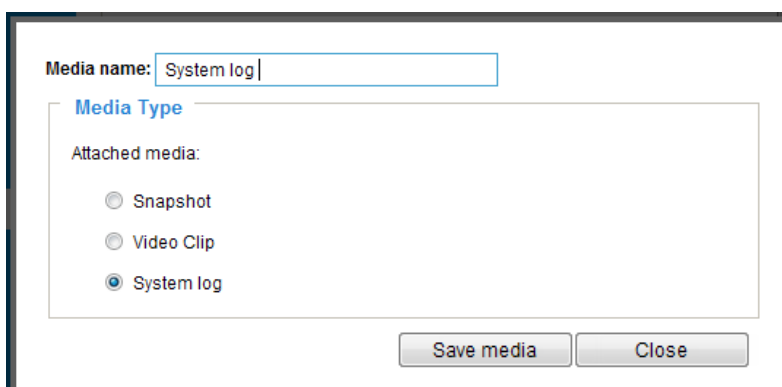 Media name: System log
Media Type
Attached media:
Snapshot
Video Clip
System log
Save media Close